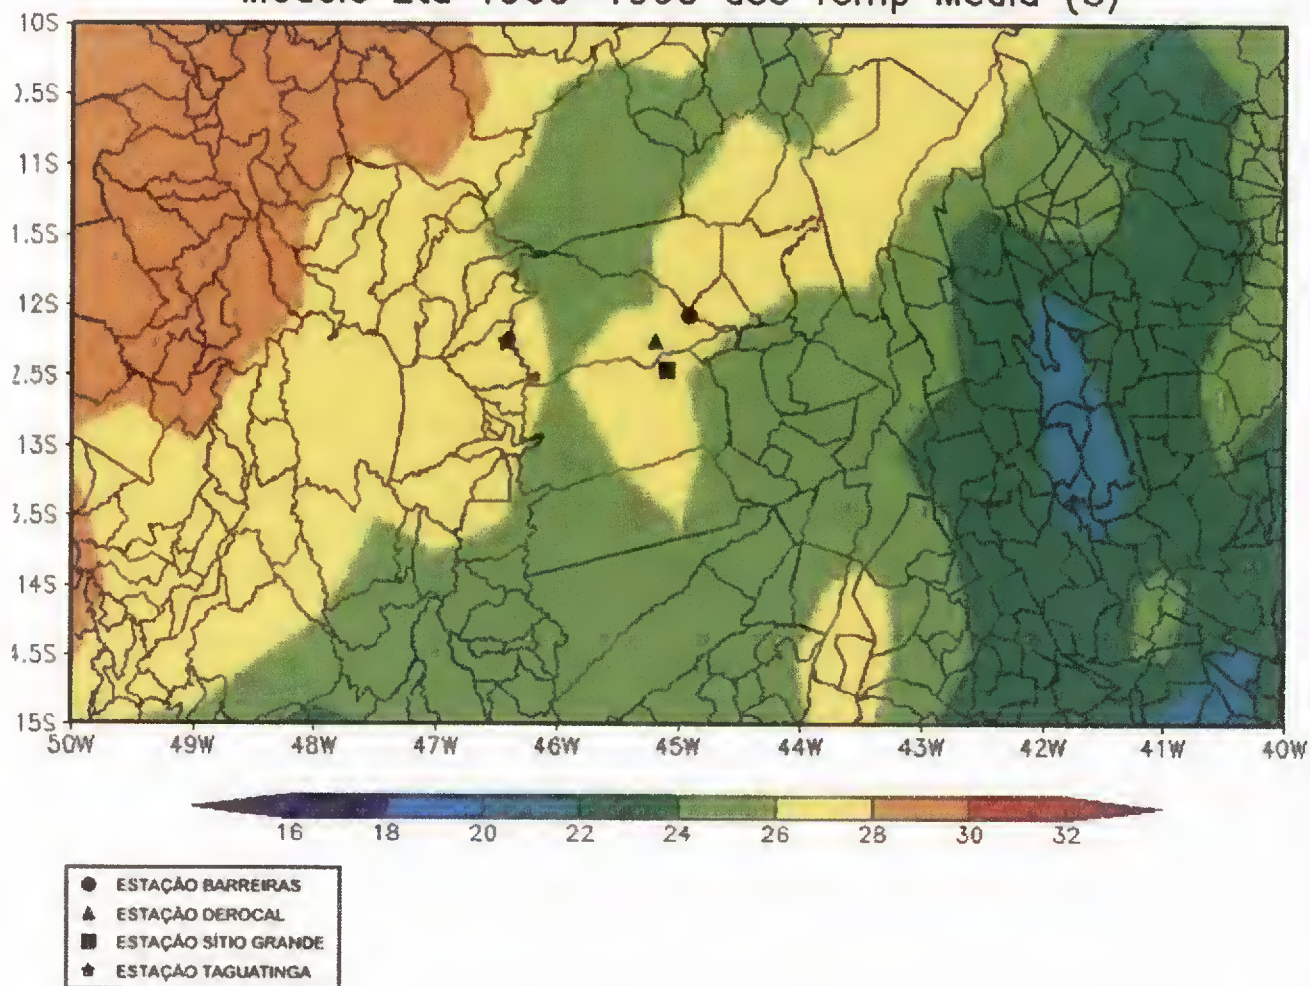 10S
11S
12S
13S
14S
15S
50W 49W 48W 47W 46W 45W 44W 43W 42W 41W 40W
16 18 20 22 24 26 28 30 32
ESTAÇÃO BARREIRAS
ESTAÇÃO DEROCAL
ESTAÇÃO SÍTIO GRANDE
ESTAÇÃO TAGUATINGA